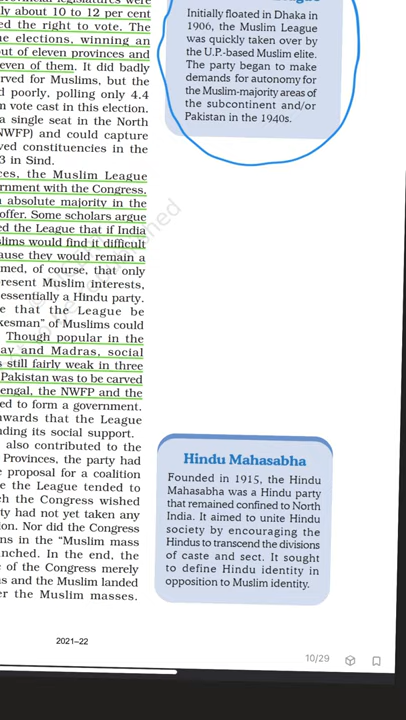 ly about 10 to 12 per cent
ed the right to vote. The
e elections, winning an
out of eleven provinces and
even of them. It did badly
rved for Muslims, but the
d poorly, polling only 4.4
m vote cast in this election.
a single seat in the North
NWFP) and could capture
ved constituencies in the
3 in Sind.
ces, the Muslim League
ernment with the Congress.
absolute majority in the
offer. Some scholars argue
ed the League that if India
slims would find it difficult
ause they would remain a
med, of course, that only
present Muslim interests,
essentially a Hindu party.
e that the League be
kesman" of Muslims could
Though popular in the
ay and Madras, social
s still fairly weak in three
Pakistan was to be carved
engal, the NWFP and the
ed to form a government.
nwards that the League
nding its social support.
also contributed to the
Provinces, the party had
e proposal for a coalition
e the League tended to
ch the Congress wished
ty had not yet taken any
on. Nor did the Congress
ns in the "Muslim mass
nched. In the end, the
e of the Congress merely
us and the Muslim landed
er the Muslim masses.
Initially floated in Dhaka in
1906, the Muslim League
was quickly taken over by
the U.P.-based Muslim elite.
The party began to make
demands for autonomy for
the Muslim-majority areas of
the subcontinent and/or
Pakistan in the 1940s.
Hindu Mahasabha
Founded in 1915, the Hindu
Mahasabha was a Hindu party
that remained confined to North
India. It aimed to unite Hindu
society by encouraging the
Hindus to transcend the divisions
of caste and sect. It sought
to define Hindu identity in
opposition to Muslim identity.
2021–22
10/29